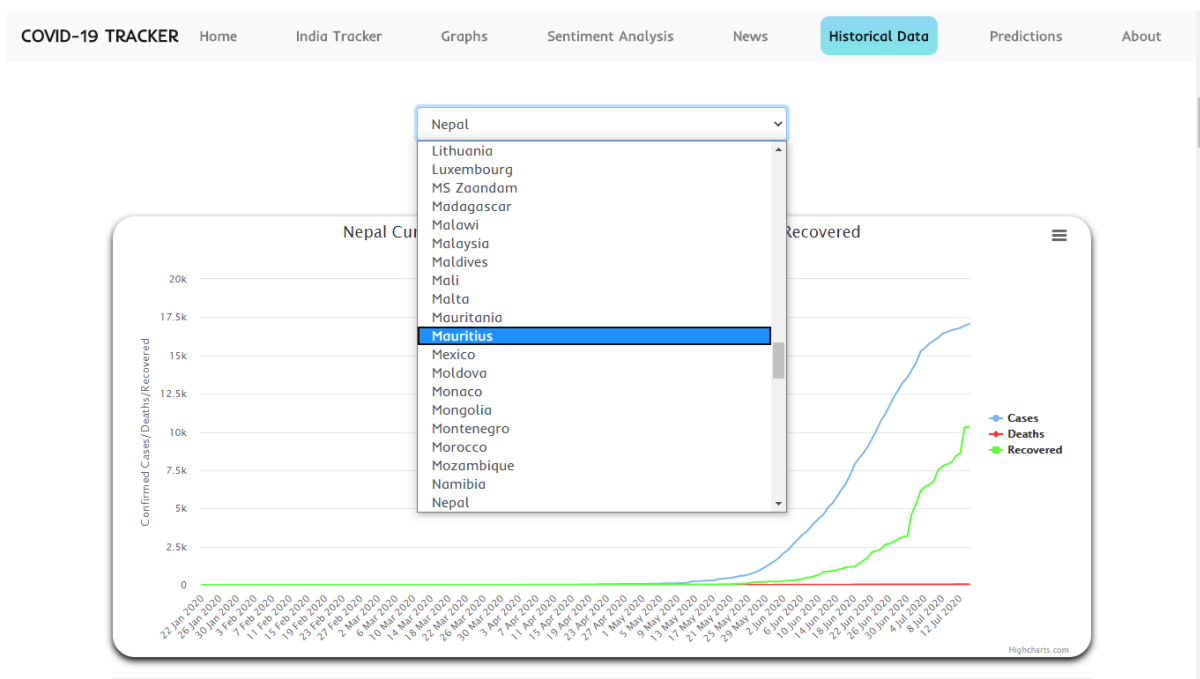 COVID-19 TRACKER Home India Tracker Graphs Sentiment Analysis News Historical Data Predictions About
Nepal
Lithuania
Luxembourg
MS Zaandam
Madagascar
Malawi
Malaysia
Maldives
Mali
Malta
Mauritania
Mauritius
Mexico
Moldova
Monaco
Mongolia
Montenegro
Morocco
Mozambique
Namibia
Nepal
Nepal Cur
Recovered
Confirmed Cases/Deaths/Recovered
20k
17.5k
15k
12.5k
10k
7.5k
5k
2.5k
0
22 Jan 2020
26 Jan 2020
30 Jan 2020
3 Feb 2020
7 Feb 2020
11 Feb 2020
15 Feb 2020
19 Feb 2020
23 Feb 2020
27 Feb 2020
2 Mar 2020
6 Mar 2020
10 Mar 2020
14 Mar 2020
18 Mar 2020
22 Mar 2020
26 Mar 2020
30 Mar 2020
3 Apr 2020
7 Apr 2020
11 Apr 2020
15 Apr 2020
19 Apr 2020
23 Apr 2020
27 Apr 2020
1 May 2020
5 May 2020
9 May 2020
13 May 2020
17 May 2020
21 May 2020
25 May 2020
29 May 2020
2 Jun 2020
6 Jun 2020
10 Jun 2020
14 Jun 2020
18 Jun 2020
22 Jun 2020
26 Jun 2020
30 Jun 2020
4 Jul 2020
8 Jul 2020
12 Jul 2020
Cases
Deaths
Recovered
Highcharts.com